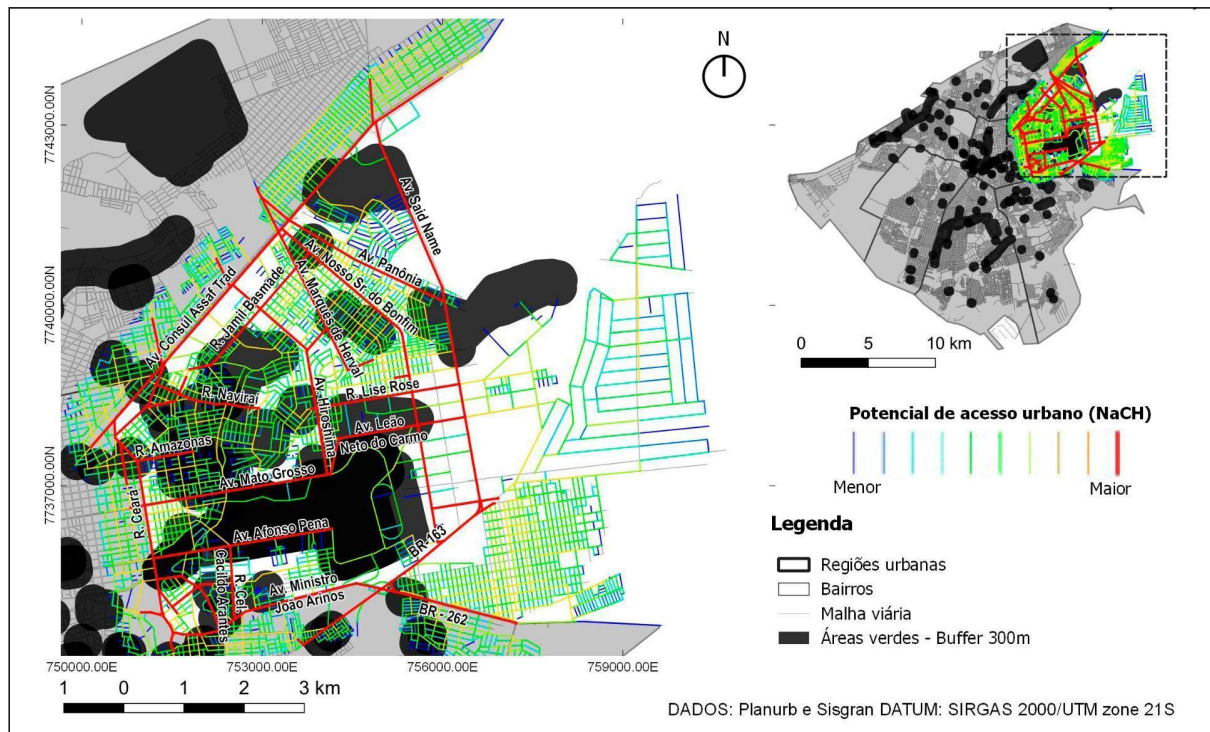 N
7743000.00N
7740000.00N
7737000.00N
750000.00E
753000.00E
756000.00E
759000.00E
1 0 1 2 3 km
Av. Consul Assaf Trad
R. Jamil Basmade
Av. Marquês de Herval
Av. Nosso Sr. do Bonfim
Av. Panônia
Av. Said Name
R. Naviraí
Av. Hiroshima
R. Lise Rose
Av. Leão
Neto do Carmo
R. Amazonas
Av. Mato Grosso
R. Ceará
Av. Afonso Pena
R. Cel.
Cacildo Arantes
Av. Ministro
João Arinos
BR-163
BR - 262
0 5 10 km
Potencial de acesso urbano (NaCH)
Menor Maior
Legenda
Regiões urbanas
Bairros
Malha viária
Áreas verdes - Buffer 300m
DADOS: Planurb e Sisgran DATUM: SIRGAS 2000/UTM zone 21S